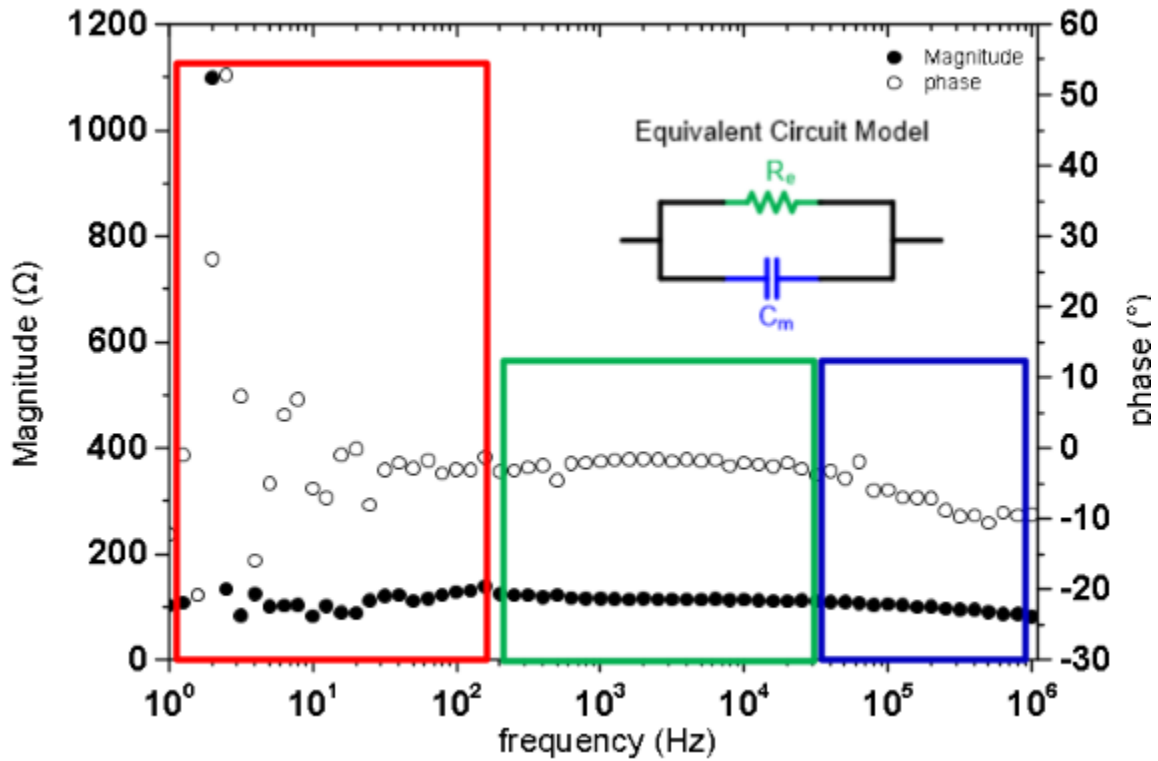 1200
1000
800
600
400
200
0
Magnitude (Ω)
60
50
40
30
20
10
0
-10
-20
-30
phase (°)
Magnitude
phase
Equivalent Circuit Model
Rₑ
Cₘ
10⁰ 10¹ 10² 10³ 10⁴ 10⁵ 10⁶
frequency (Hz)